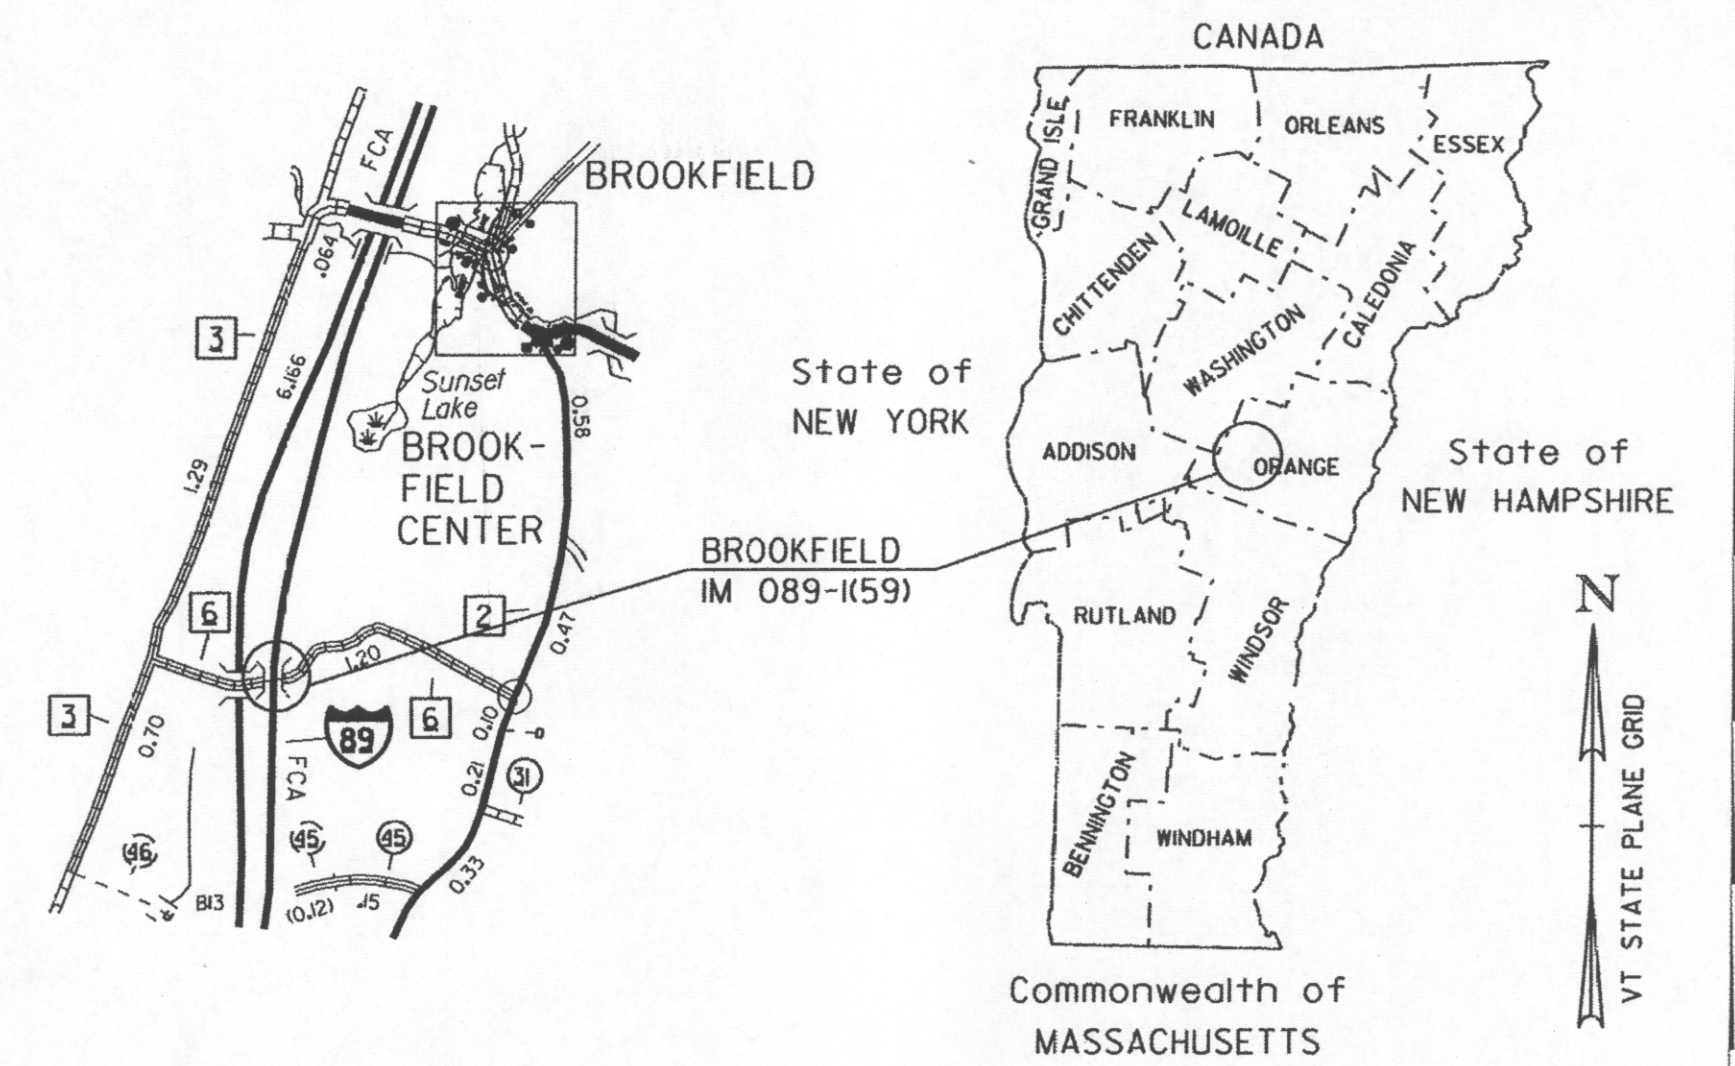 CANADA
FRANKLIN
ORLEANS
ESSEX
GRAND ISLE
LAMOILLE
CHITTENDEN
CALEDONIA
WASHINGTON
State of
NEW YORK
ADDISON
ORANGE
State of
NEW HAMPSHIRE
RUTLAND
WINDSOR
BENNINGTON
WINDHAM
Commonwealth of
MASSACHUSETTS
N
VT STATE PLANE GRID
BROOKFIELD
IM 089-1(59)
FCA
BROOKFIELD
.064
3
6.166
Sunset
Lake
BROOK-
FIELD
CENTER
0.58
1.29
6
2
0.47
1.20
3
0.70
89
6
0.10
FCA
0.21
31
46
45
45
0.33
B13
(0.12)
.15